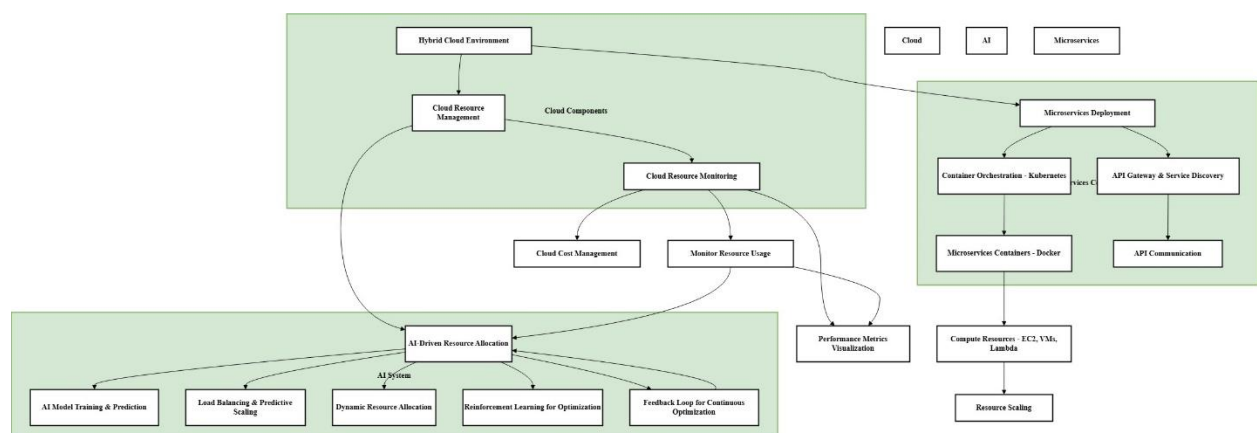 Hybrid Cloud Environment
Cloud
AI
Microservices
Cloud Resource
Management
Cloud Components
Microservices Deployment
Cloud Resource Monitoring
Container Orchestration - Kubernetes
API Gateway & Service Discovery
Cloud Cost Management
Monitor Resource Usage
Microservices Containers - Docker
API Communication
AI-Driven Resource Allocation
Performance Metrics
Visualization
Compute Resources - EC2, VMs,
Lambda
AI System
AI Model Training & Prediction
Load Balancing & Predictive
Scaling
Dynamic Resource Allocation
Reinforcement Learning for Optimization
Feedback Loop for Continuous
Optimization
Resource Scaling